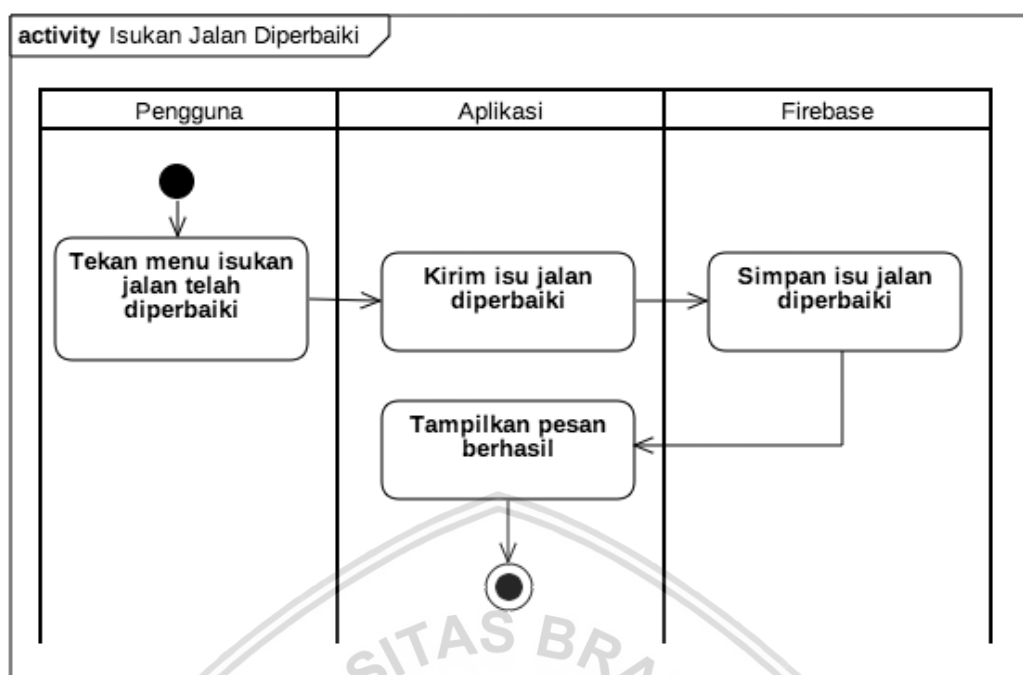 activity Isukan Jalan Diperbaiki
Pengguna
Aplikasi
Firebase
Tekan menu isukan
jalan telah
diperbaiki
Kirim isu jalan
diperbaiki
Simpan isu jalan
diperbaiki
Tampilkan pesan
berhasil
SITAS BRA